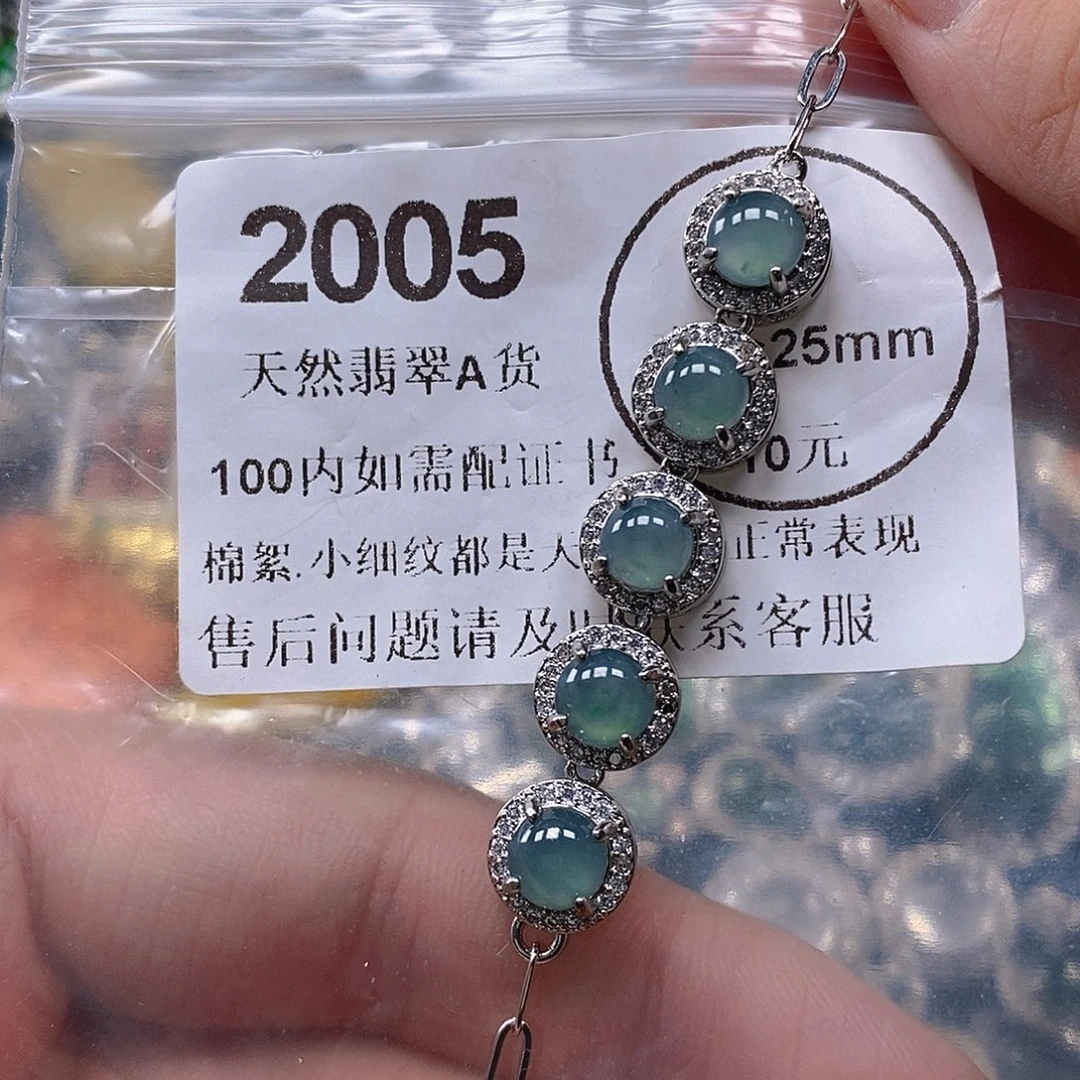 2005
天然翡翠A货
25mm
100内如需配证书
10元
棉絮.小细纹都是天
正常表现
售后问题请及
系客服